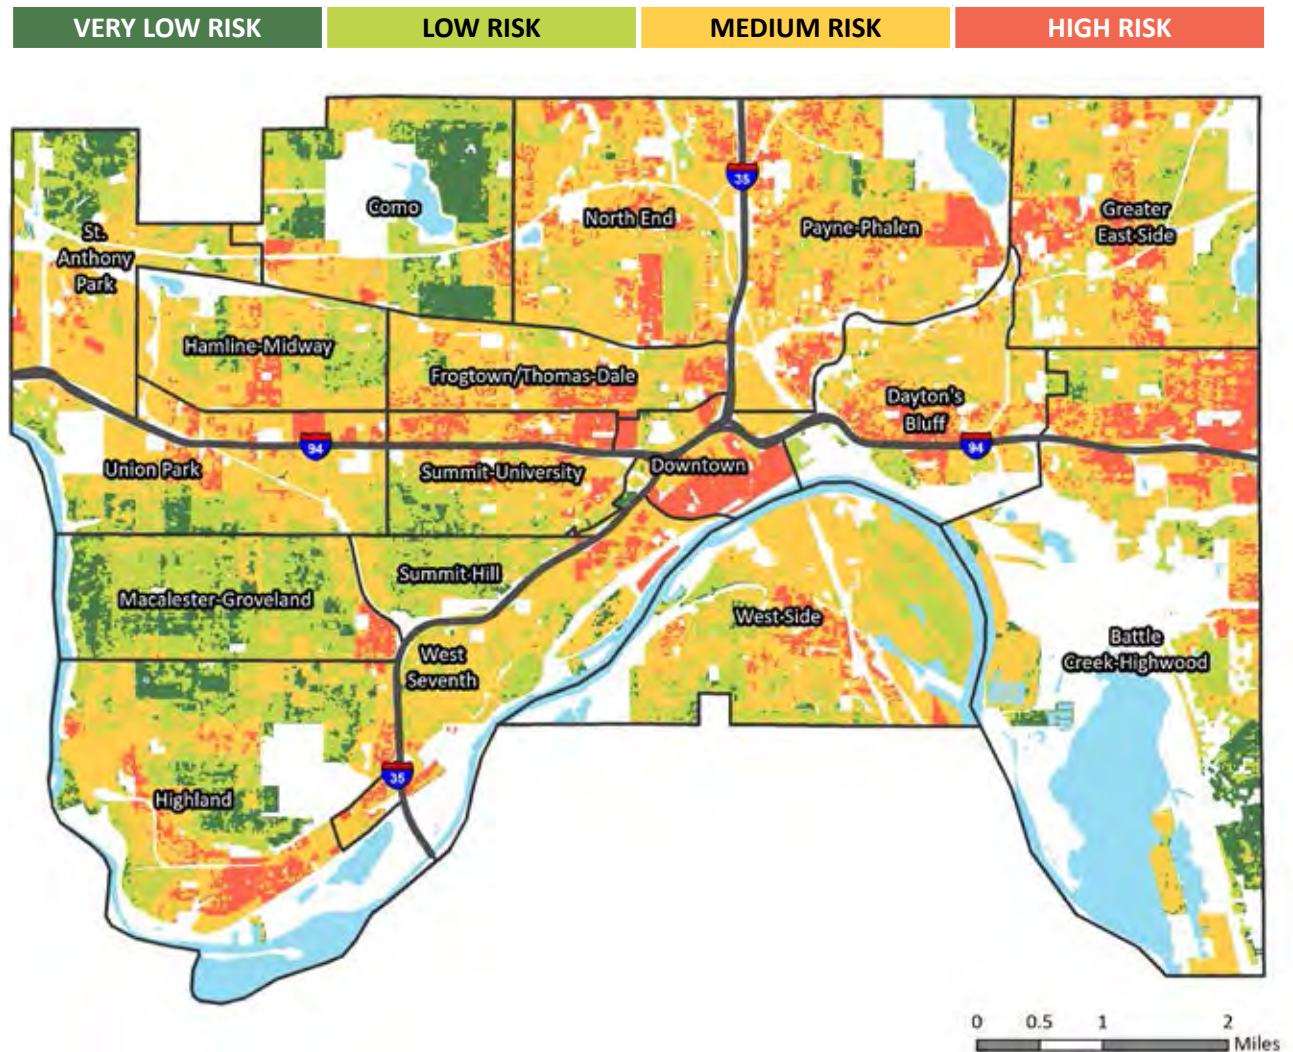 VERY LOW RISK LOW RISK MEDIUM RISK HIGH RISK
35
Como
North End
Payne-Phalen
Greater
East-Side
St.
Anthony
Park
Hamline-Midway
Frogtown/Thomas-Dale
Dayton's
Bluff
94
94
Union Park
Summit-University
Downtown
Summit-Hill
Macalester-Groveland
West-Side
West
Seventh
Battle
Creek-Highwood
35
Highland
0 0.5 1 2
Miles